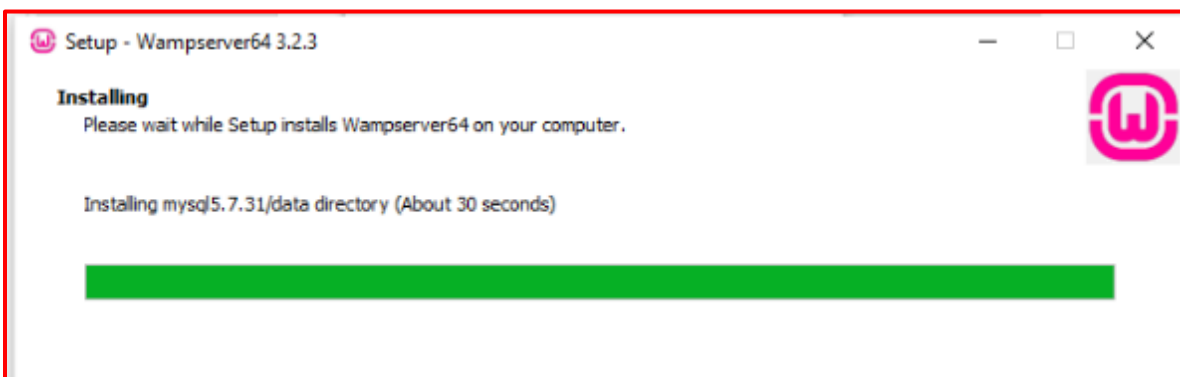 Setup - Wampserver64 3.2.3
Installing
Please wait while Setup installs Wampserver64 on your computer.
Installing mysql5.7.31/data directory (About 30 seconds)